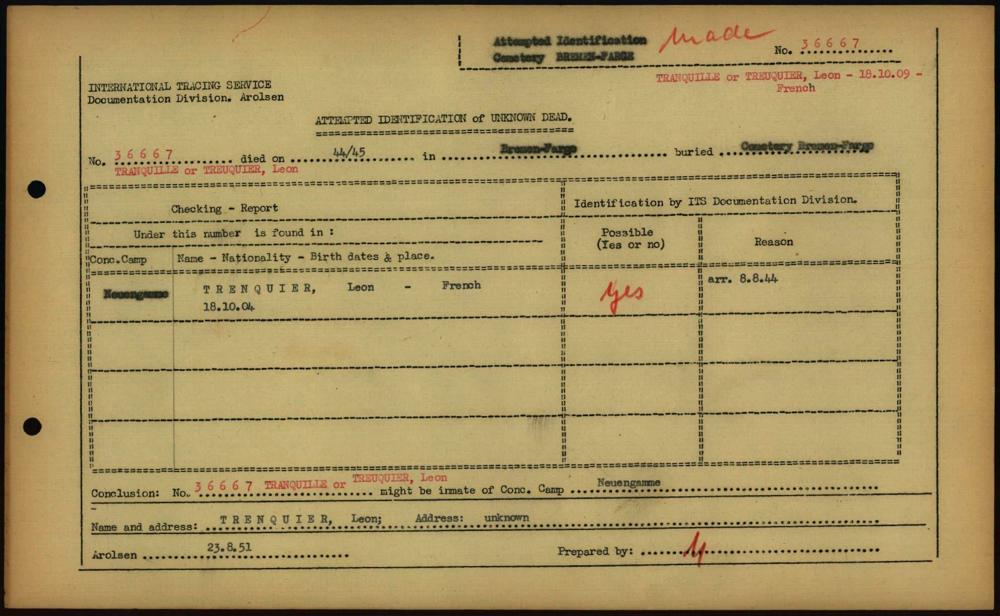 Attempted Identification made
Cemetery BREMEN-FARGE
No. 36667
TRANQUILLE or TREUQUIER, Leon - 18.10.09 -
French
INTERNATIONAL TRACING SERVICE
Documentation Division. Arolsen
ATTEMPTED IDENTIFICATION of UNKNOWN DEAD.
No. 36667 died on 44/45 in Bremen-Farge buried Cemetery Bremen-Farge
TRANQUILLE or TREUQUIER, Leon
Checking - Report
Identification by ITS Documentation Division.
Under this number is found in :
Possible
(Yes or no)
Reason
Conc.Camp
Name - Nationality - Birth dates & place.
Neuengamme
TRENQUIER, Leon - French
18.10.04
yes
arr. 8.8.44
Conclusion: No. 36667 TRANQUILLE or TREUQUIER, Leon might be inmate of Conc. Camp Neuengamme
Name and address: TRENQUIER, Leon; Address: unknown
Arolsen 23.8.51
Prepared by: